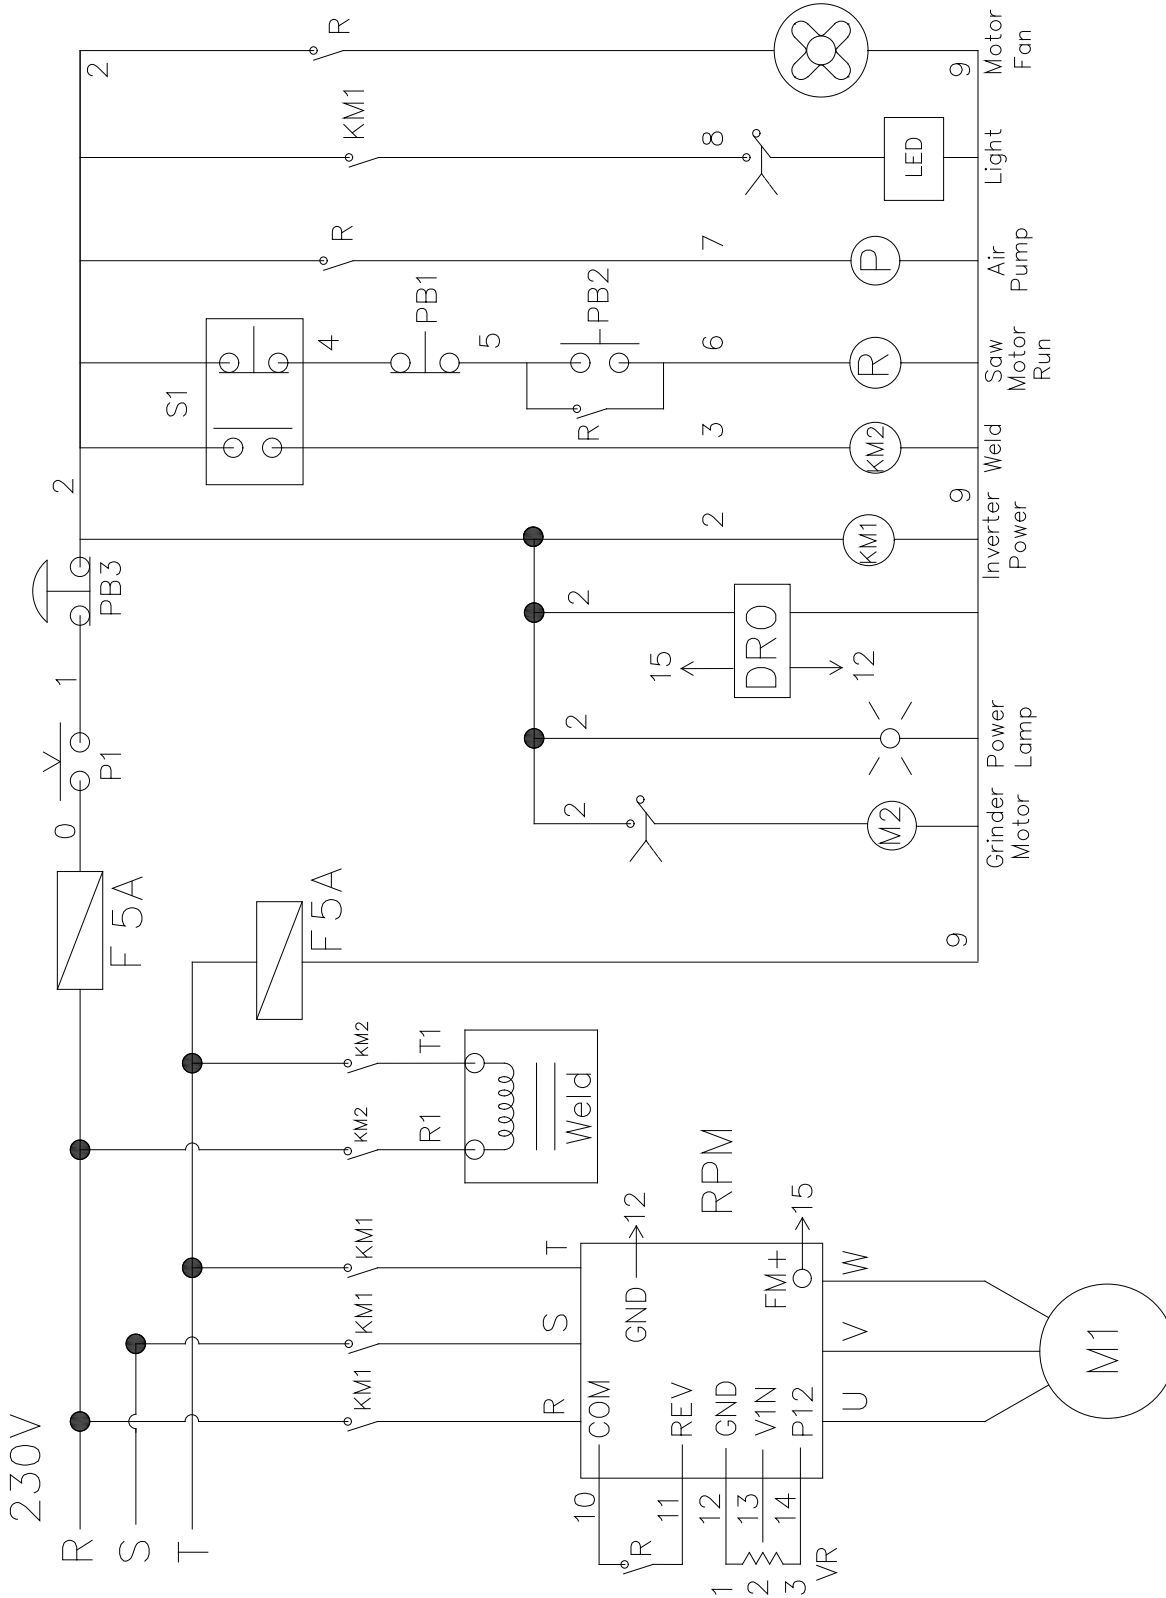 230V
R
S
T
KM1
KM1
KM1
KM2
KM2
R
S
T
R1
T1
Weld
RPM
COM
REV
GND
V1N
P12
GND
12
FM+
15
10
11
12
13
14
R
1
2
3
VR
U
V
W
M1
F 5A
F 5A
0
P1
1
PB3
2
9
2
2
2
2
15
DRO
12
M2
KM1
S1
3
KM2
4
PB1
5
PB2
R
6
R
R
7
P
KM1
8
LED
2
R
9
9
Grinder
Motor
Power
Lamp
Inverter
Power
Weld
Saw
Motor
Run
Air
Pump
Light
Motor
Fan